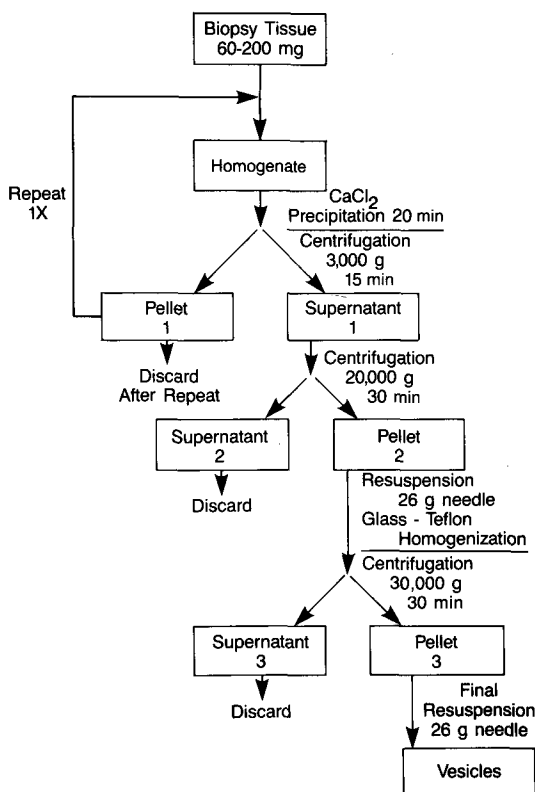 Biopsy Tissue
60-200 mg
Homogenate
Repeat
1X
CaCl2
Precipitation 20 min
Centrifugation
3,000 g
15 min
Pellet
1
Supernatant
1
Discard
After Repeat
Centrifugation
20,000 g
30 min
Supernatant
2
Pellet
2
Discard
Resuspension
26 g needle
Glass - Teflon
Homogenization
Centrifugation
30,000 g
30 min
Supernatant
3
Pellet
3
Discard
Final
Resuspension
26 g needle
Vesicles